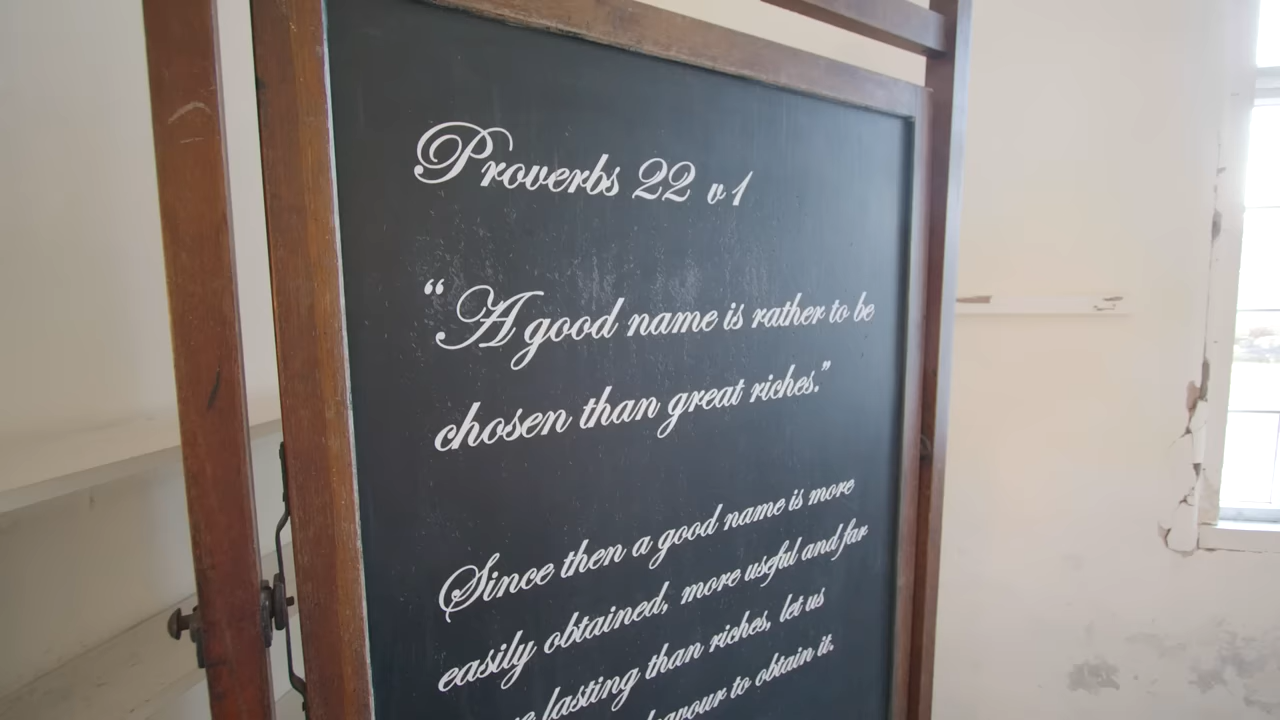 Proverbs 22 v 1
“A good name is rather to be
chosen than great riches.”
Since then a good name is more
easily obtained, more useful and far
lasting than riches, let us
to obtain it.